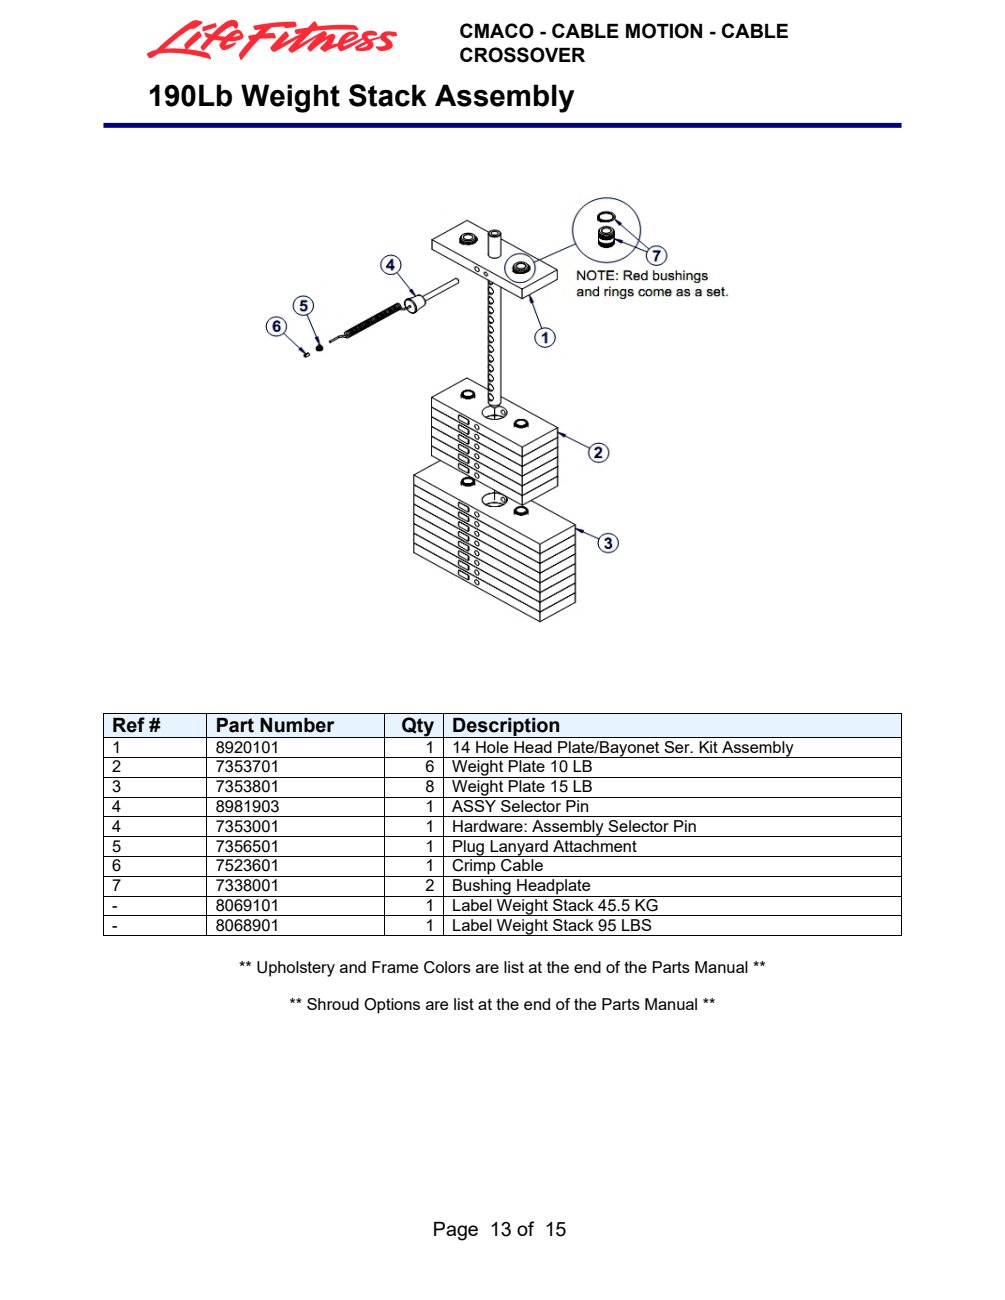 Life Fitness
CMACO - CABLE MOTION - CABLE
CROSSOVER
190Lb Weight Stack Assembly
7
NOTE: Red bushings
and rings come as a set.
4
5
6
1
2
3
Ref # Part Number Qty Description
1 8920101 1 14 Hole Head Plate/Bayonet Ser. Kit Assembly
2 7353701 6 Weight Plate 10 LB
3 7353801 8 Weight Plate 15 LB
4 8981903 1 ASSY Selector Pin
4 7353001 1 Hardware: Assembly Selector Pin
5 7356501 1 Plug Lanyard Attachment
6 7523601 1 Crimp Cable
7 7338001 2 Bushing Headplate
- 8069101 1 Label Weight Stack 45.5 KG
- 8068901 1 Label Weight Stack 95 LBS
** Upholstery and Frame Colors are list at the end of the Parts Manual **
** Shroud Options are list at the end of the Parts Manual **
Page 13 of 15